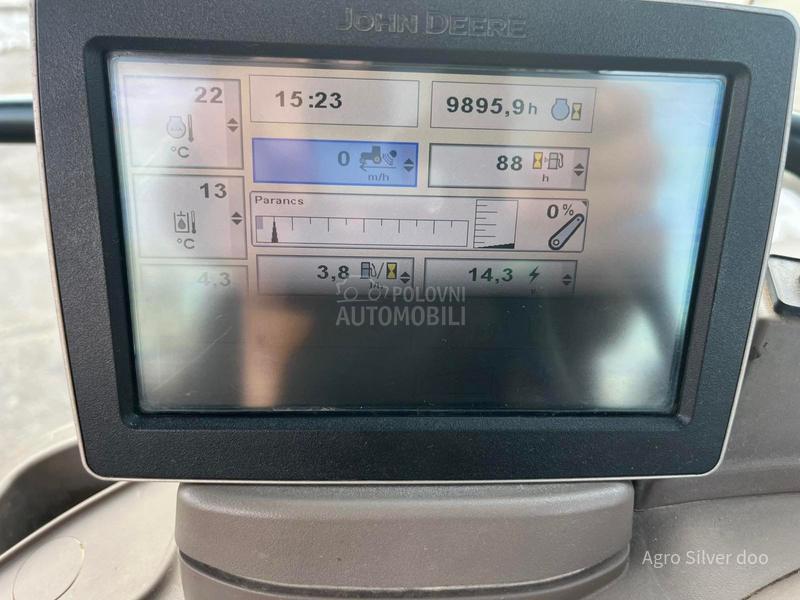 JOHN DEERE
22
°C
15:23
9895,9 h
0
m/h
88
h
13
°C
Parancs
0%
4,3
3,8
14,3
POLOVNI
AUTOMOBILI
Agro Silver doo